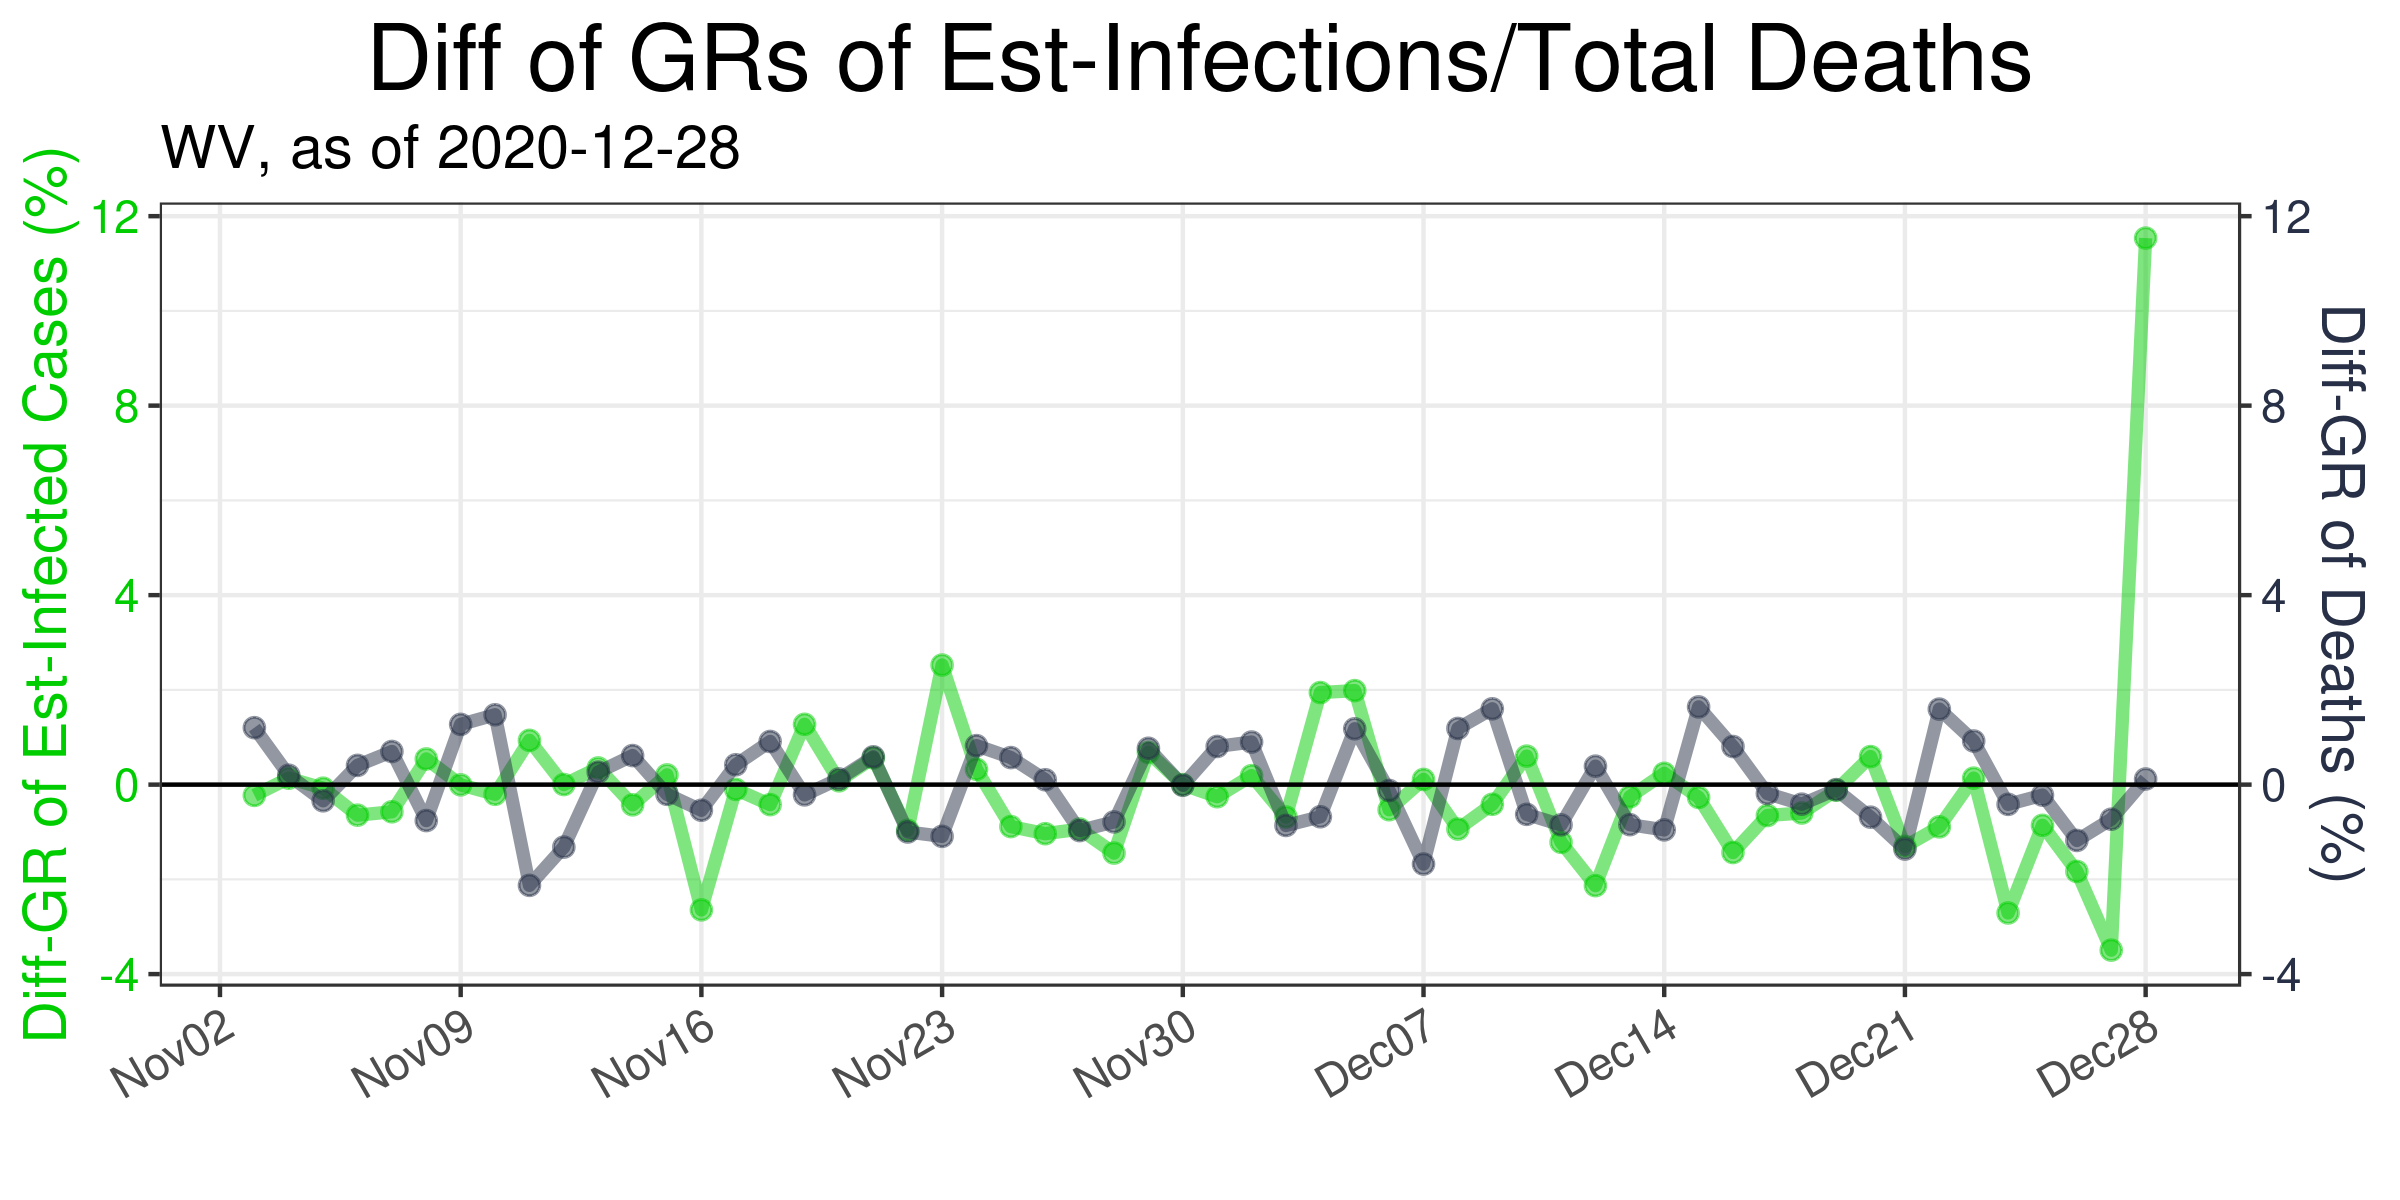 Diff of GRs of Est-Infections/Total Deaths
WV, as of 2020-12-28
Diff-GR of Est-Infected Cases (%)
12
8
4
0
-4
12
8
4
0
-4
Diff-GR of Deaths (%)
Nov02
Nov09
Nov16
Nov23
Nov30
Dec07
Dec14
Dec21
Dec28